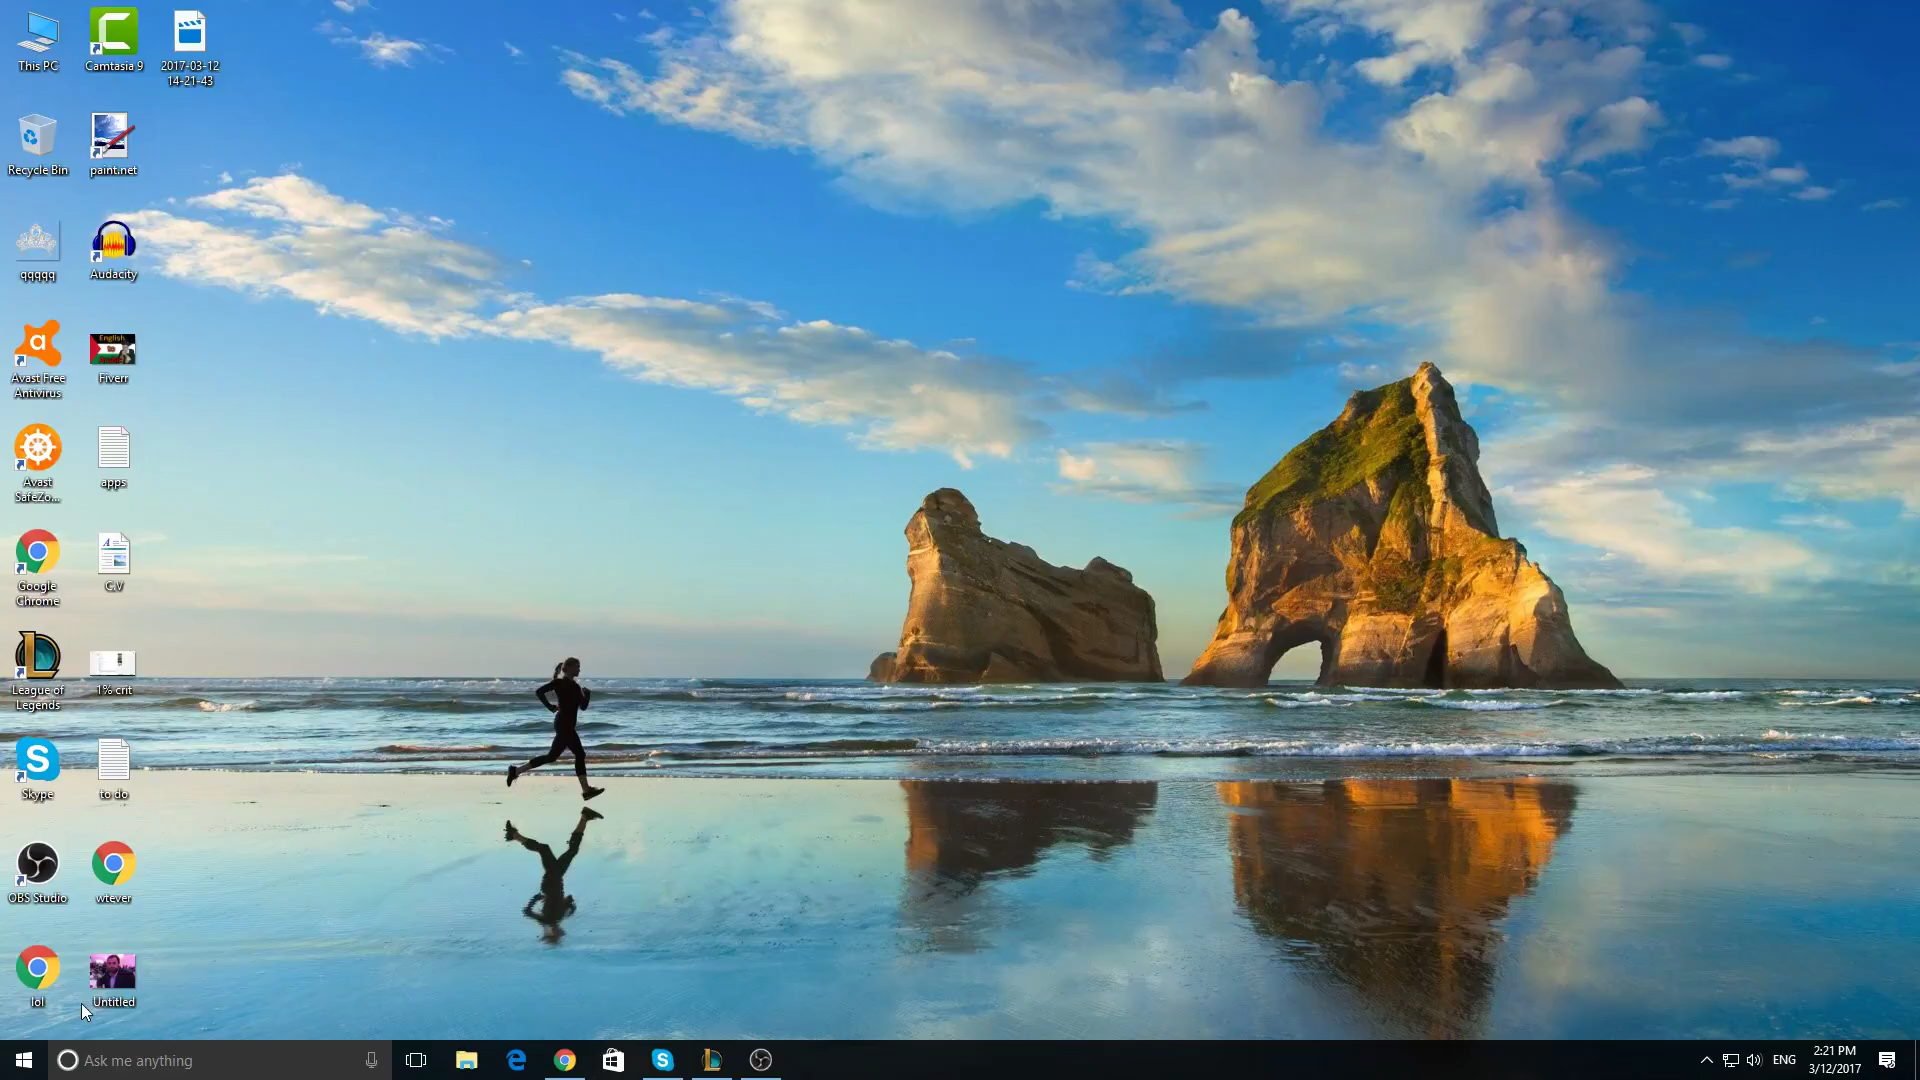 This PC
Camtasia 9
2017-03-12
14-21-43
Recycle Bin
paint.net
qqqqq
Audacity
Avast Free
Antivirus
English
Fiverr
Avast
SafeZo...
apps
Google
Chrome
C.V
League of
Legends
1% crit
Skype
to do
OBS Studio
wtever
lol
Untitled
Ask me anything
ENG
2:21 PM
3/12/2017